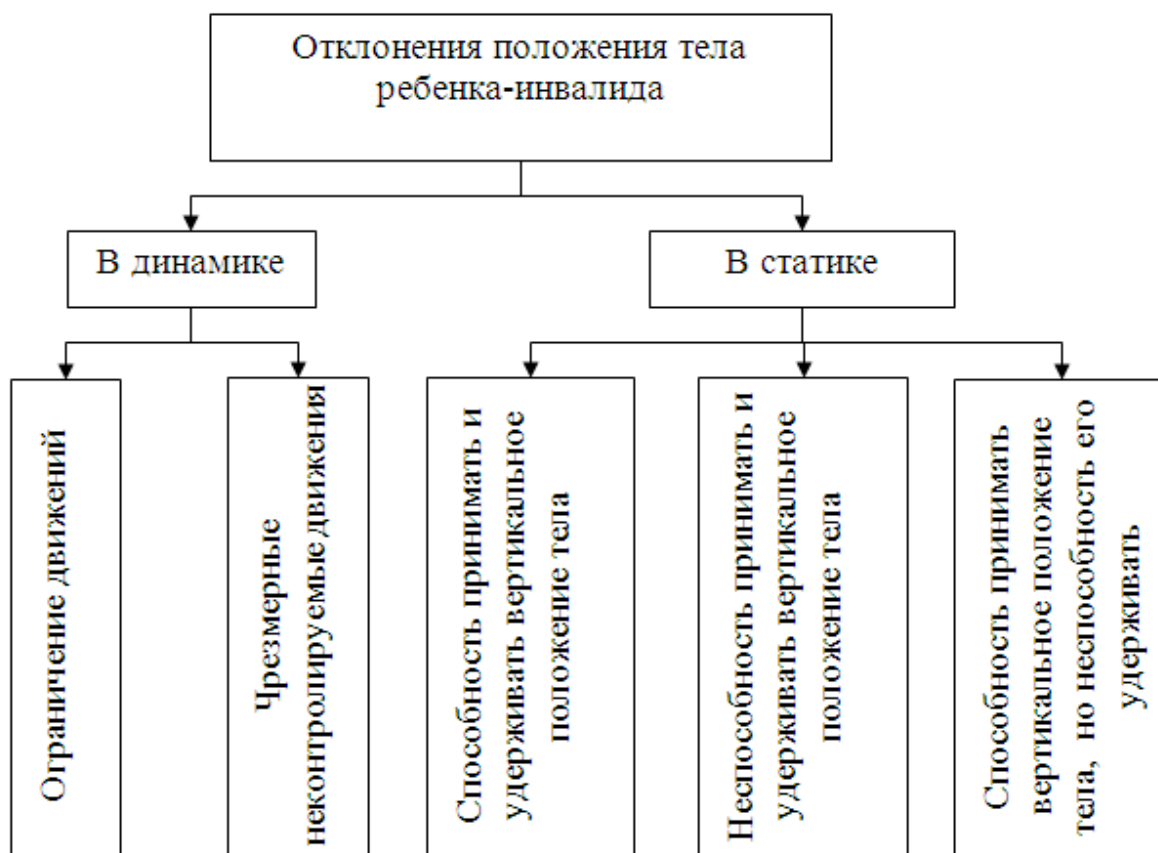 Отклонения положения тела
ребенка-инвалида
В динамике
В статике
Ограничение движений
Чрезмерные
неконтролируемые движения
Способность принимать и
удерживать вертикальное
положение тела
Неспособность принимать и
удерживать вертикальное
положение тела
Способность принимать
вертикальное положение
тела, но неспособность его
удерживать